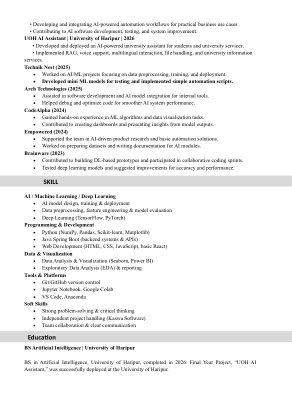 • Developing and integrating AI-powered automation workflows for practical business use cases.
• Contributing to AI software development, testing, and system improvement.
UOH AI Assistant | University of Haripur | 2026
• Developed and deployed an AI-powered university assistant for students and university services.
• Implemented RAG, voice support, multilingual interaction, file handling, and university information
services.
Technik Nest (2025)
• Worked on AI/ML projects focusing on data preprocessing, training, and deployment.
• Developed mini ML models for testing and implemented simple automation scripts.
Arch Technologies (2025)
• Assisted in software development and AI model integration for internal tools.
• Helped debug and optimize code for smoother AI system performance.
CodeAlpha (2024)
• Gained hands-on experience in ML algorithms and data visualization tasks.
• Contributed to creating dashboards and presenting insights from model outputs.
Empowered (2024)
• Supported the team in AI-driven product research and basic automation solutions.
• Worked on preparing datasets and writing documentation for AI modules.
Brainware (2023)
• Contributed to building DL-based prototypes and participated in collaborative coding sprints.
• Tested deep learning models and suggested improvements for accuracy and performance.
SKILL
AI / Machine Learning / Deep Learning
• AI model design, training & deployment
• Data preprocessing, feature engineering & model evaluation
• Deep Learning (TensorFlow, PyTorch)
Programming & Development
• Python (NumPy, Pandas, Scikit-learn, Matplotlib)
• Java Spring Boot (backend systems & APIs)
• Web Development (HTML, CSS, JavaScript, basic React)
Data & Visualization
• Data Analysis & Visualization (Seaborn, Power BI)
• Exploratory Data Analysis (EDA) & reporting
Tools & Platforms
• Git/GitHub version control
• Jupyter Notebook, Google Colab
• VS Code, Anaconda
Soft Skills
• Strong problem-solving & critical thinking
• Independent project handling (Kasova Software)
• Team collaboration & clear communication
Education
BS Artificial Intelligence | University of Haripur
BS in Artificial Intelligence, University of Haripur, completed in 2026. Final Year Project, "UOH AI
Assistant," was successfully deployed at the University of Haripur.